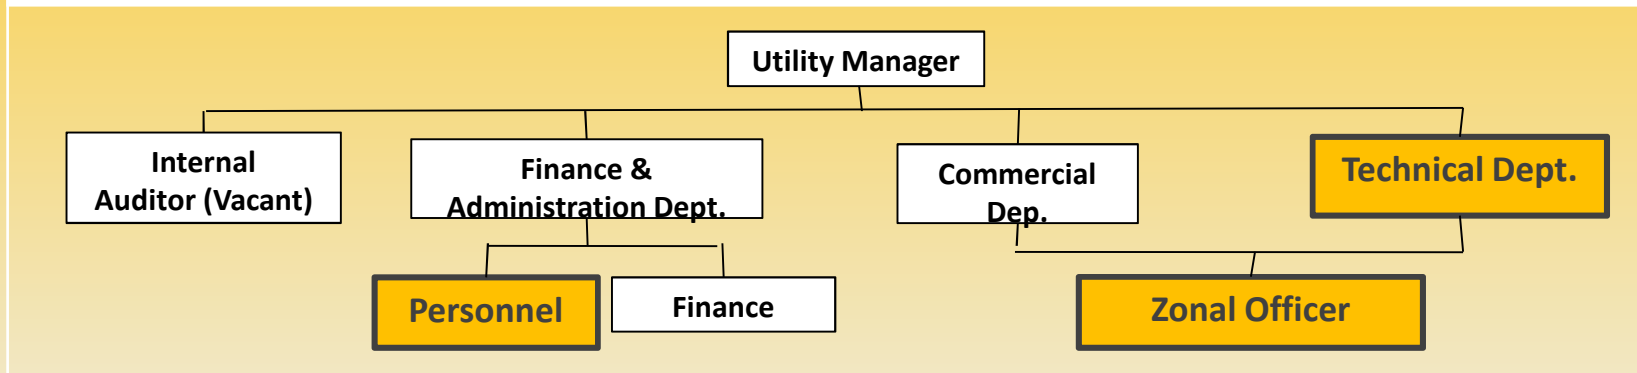 Utility Manager
Internal
Auditor (Vacant)
Finance &
Administration Dept.
Commercial
Dep.
Technical Dept.
Personnel
Finance
Zonal Officer